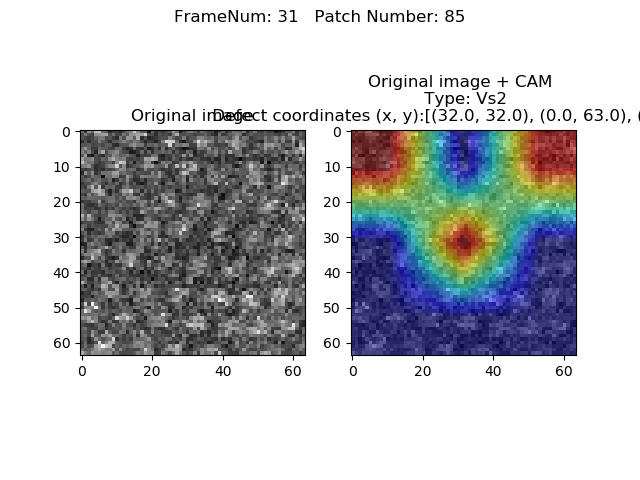 FrameNum: 31   Patch Number: 85
Original image
Original image + CAM
Type: Vs2
Defect coordinates (x, y):[(32.0, 32.0), (0.0, 63.0), (
0
10
20
30
40
50
60
0 20 40 60
0
10
20
30
40
50
60
0 20 40 60